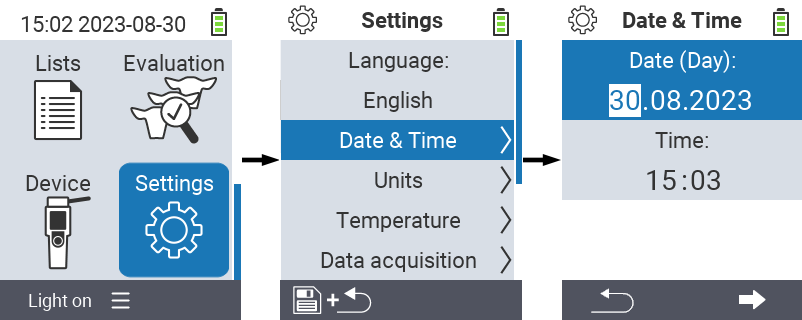 15:02 2023-08-30
Lists
Evaluation
Device
Settings
Light on
Settings
Language:
English
Date & Time
Units
Temperature
Data acquisition
+
Date & Time
Date (Day):
30.08.2023
Time:
15:03